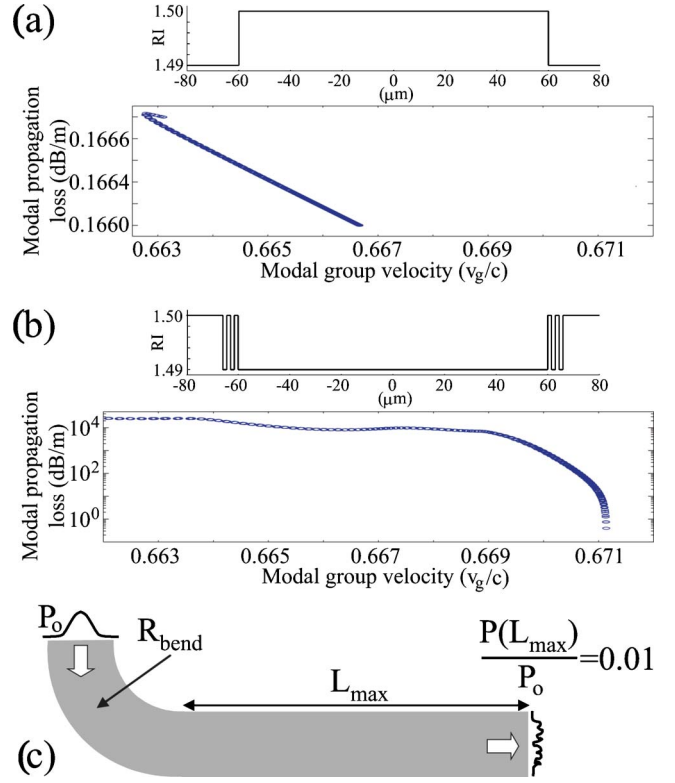 (a)
1.50
RI
1.49
-80 -60 -40 -20 0 20 40 60 80
(μm)
Modal propagation
loss (dB/m)
0.1666
0.1664
0.1660
0.663 0.665 0.667 0.669 0.671
Modal group velocity (vg/c)
(b)
1.50
RI
1.49
-80 -60 -40 -20 0 20 40 60 80
(μm)
Modal propagation
loss (dB/m)
10^4
10^2
10^0
0.663 0.665 0.667 0.669 0.671
Modal group velocity (vg/c)
Po
Rbend
Lmax
P(Lmax)
Po
=0.01
(c)